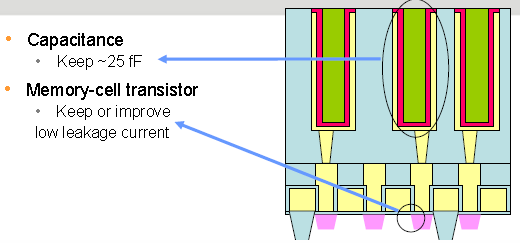 Capacitance
Keep ~25 fF
Memory-cell transistor
Keep or improve
low leakage current